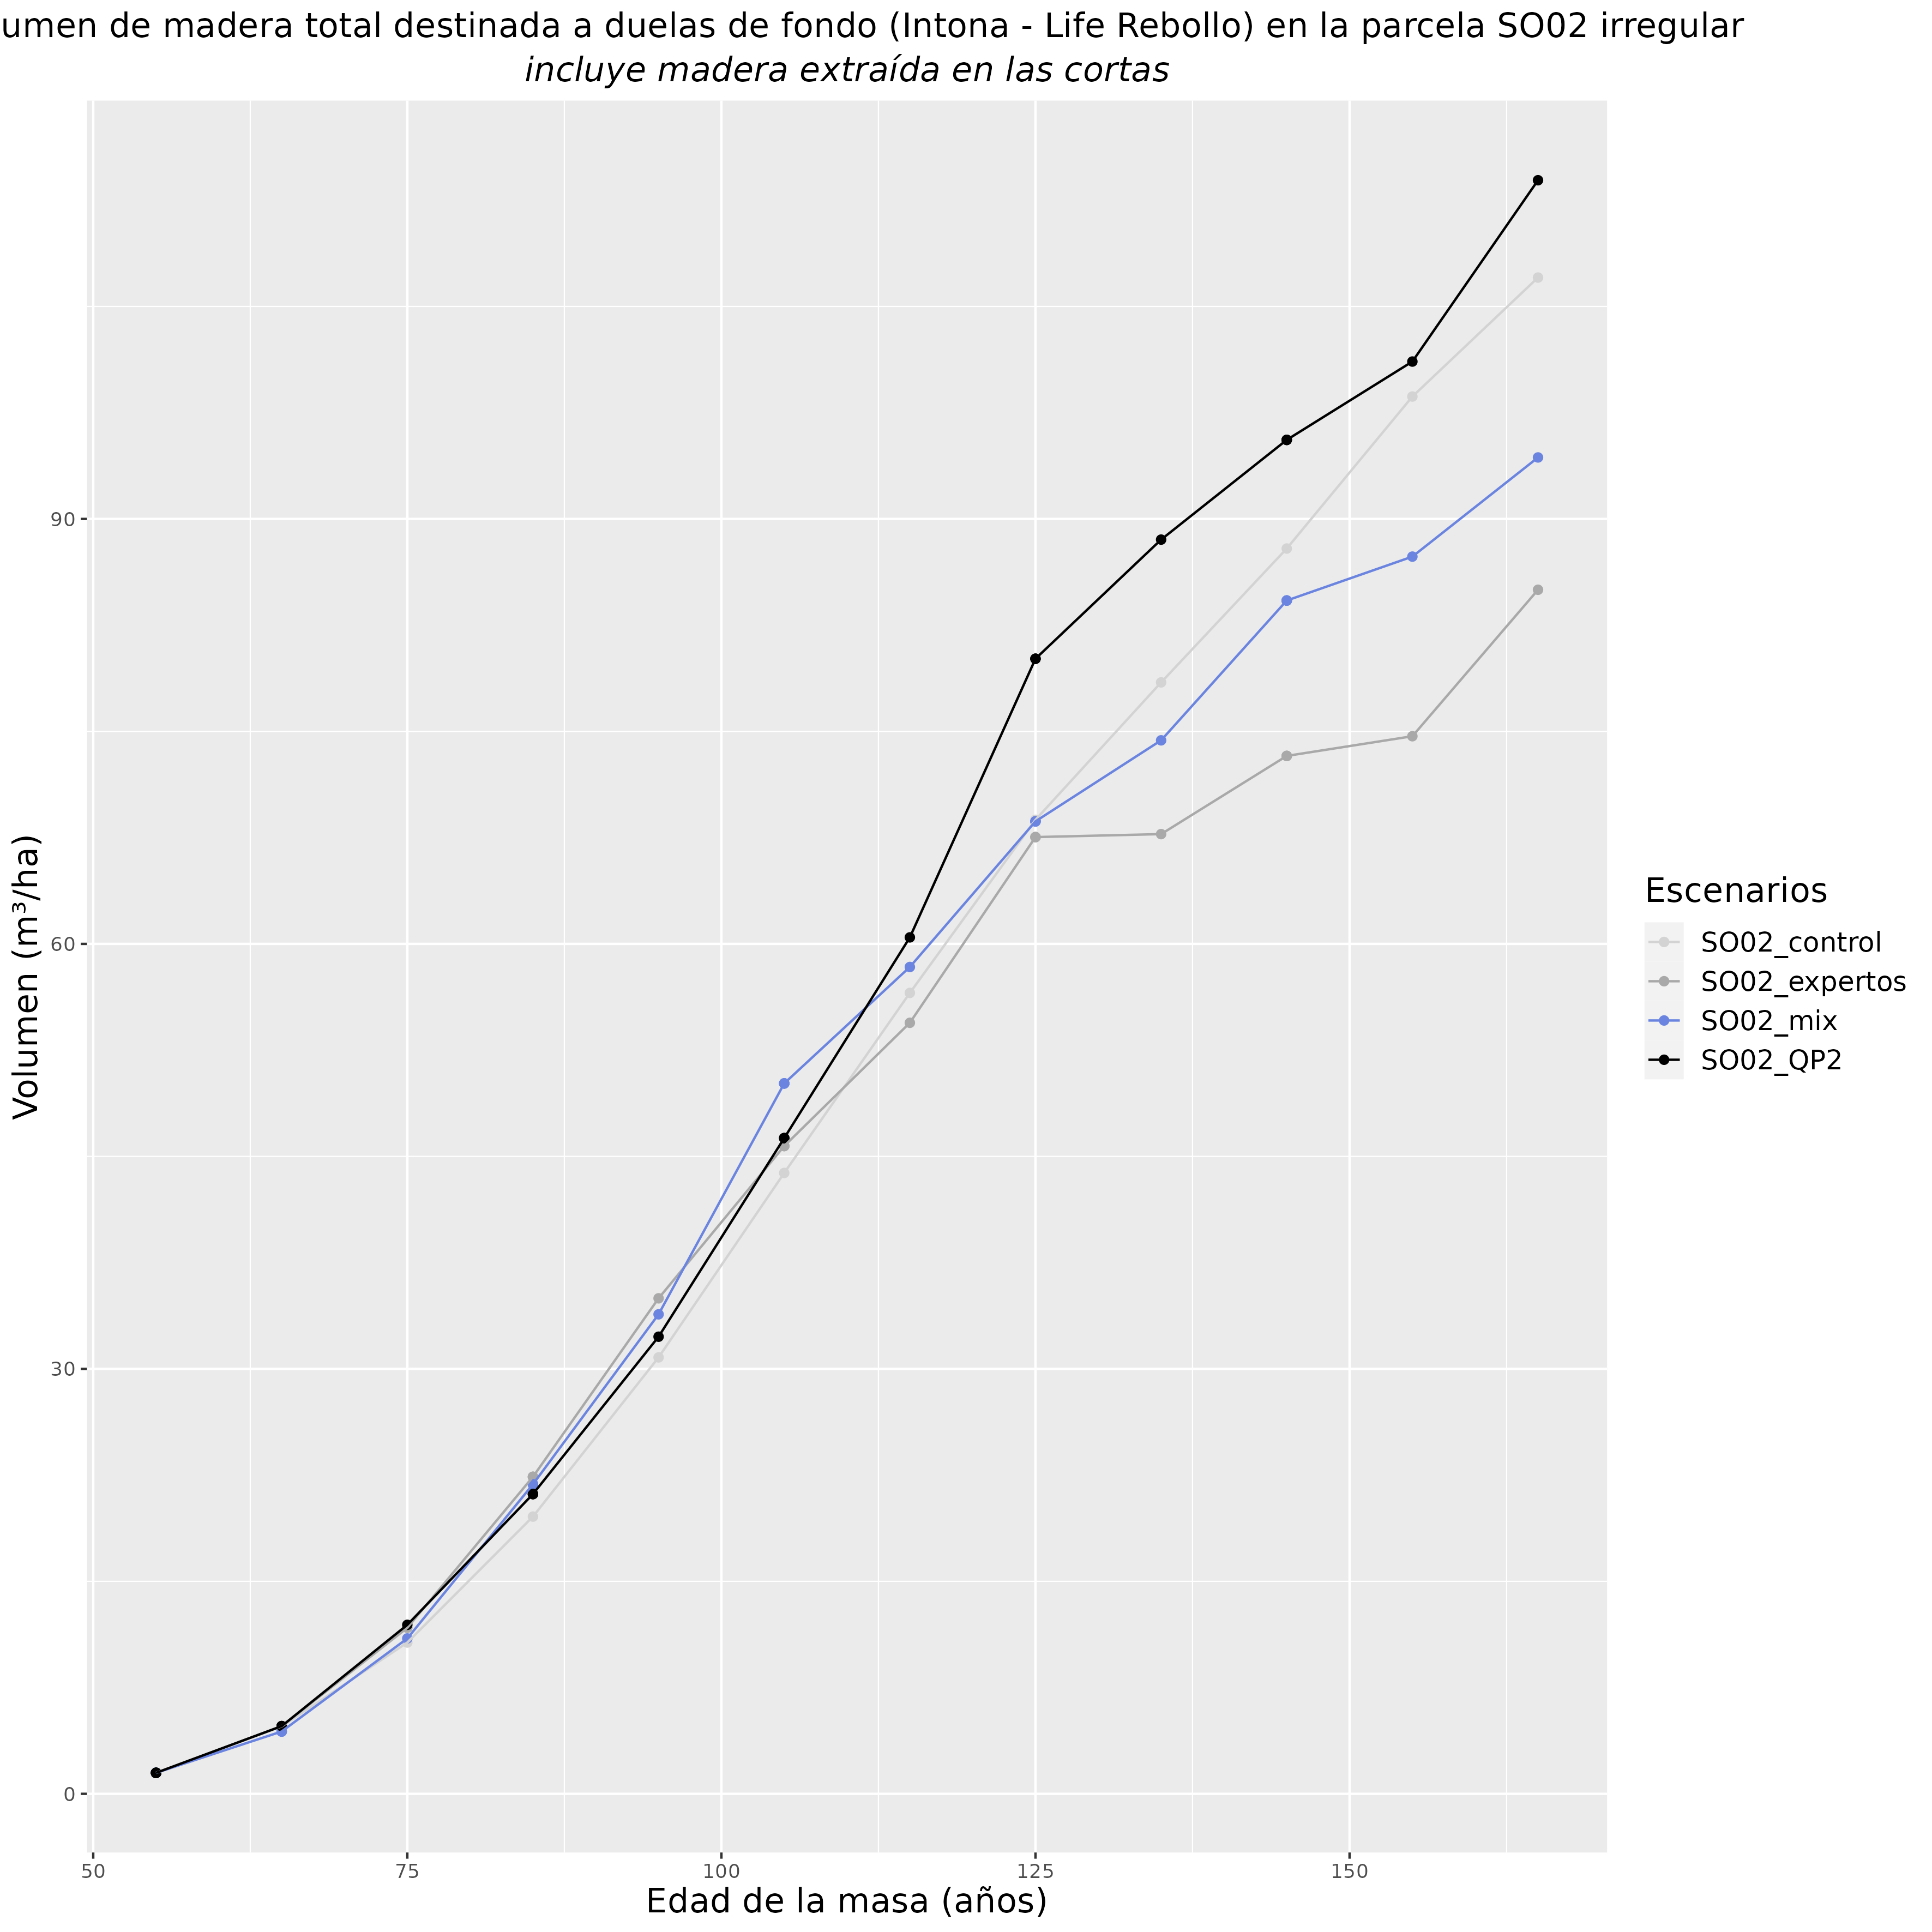 umen de madera total destinada a duelas de fondo (Intona - Life Rebollo) en la parcela SO02 irregular
incluye madera extraída en las cortas
Volumen (m³/ha)
90
60
30
0
50 75 100 125 150
Edad de la masa (años)
Escenarios
SO02_control
SO02_expertos
SO02_mix
SO02_QP2